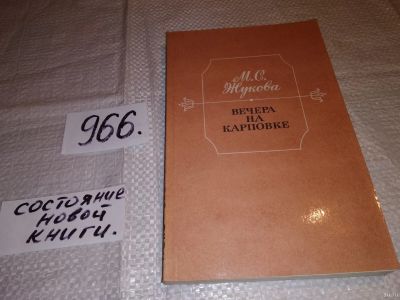 М.С.
Жукова
ВЕЧЕРА
НА
КАРПОВКЕ
966.
СОСТОЯНИЕ
НОВОЙ
КНИГИ.